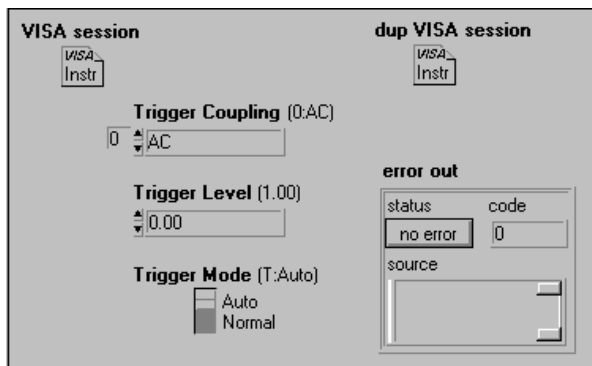 VISA session
VISA
Instr
dup VISA session
VISA
Instr
Trigger Coupling (0:AC)
0 AC
Trigger Level (1.00)
0.00
Trigger Mode (T:Auto)
Auto
Normal
error out
status code
no error 0
source